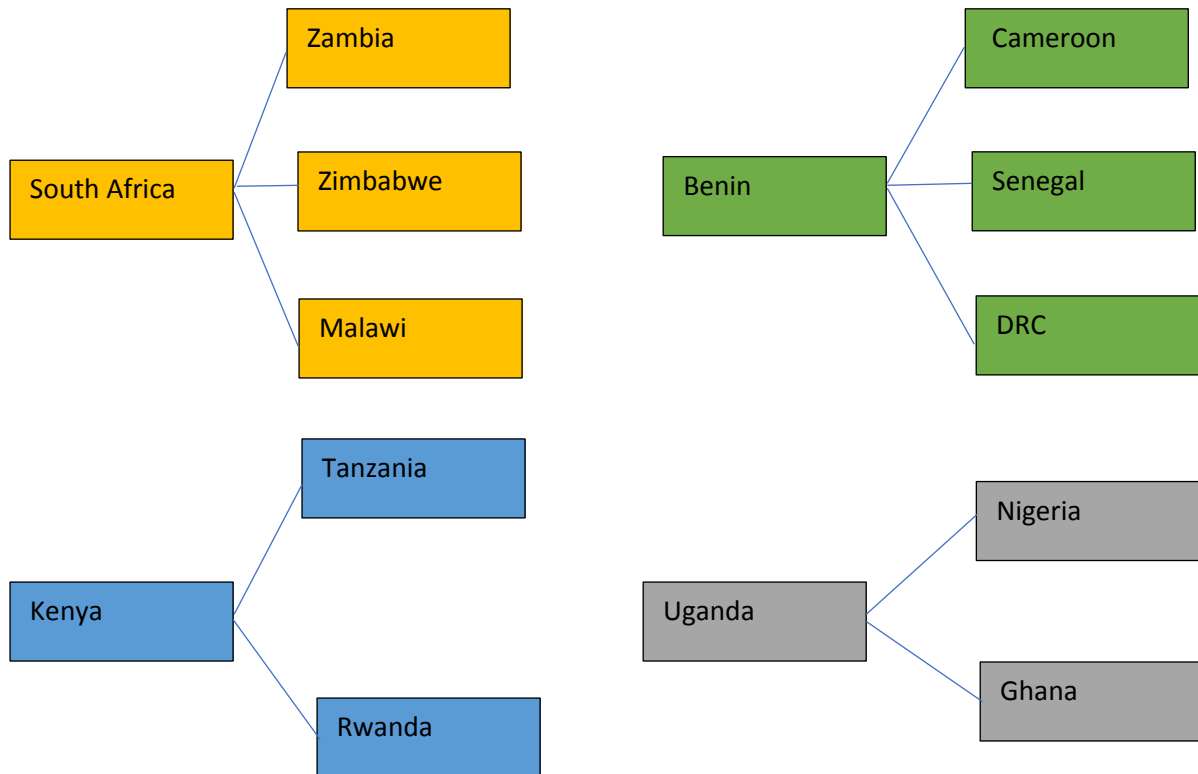 Zambia
South Africa
Zimbabwe
Malawi
Cameroon
Benin
Senegal
DRC
Tanzania
Kenya
Rwanda
Nigeria
Uganda
Ghana